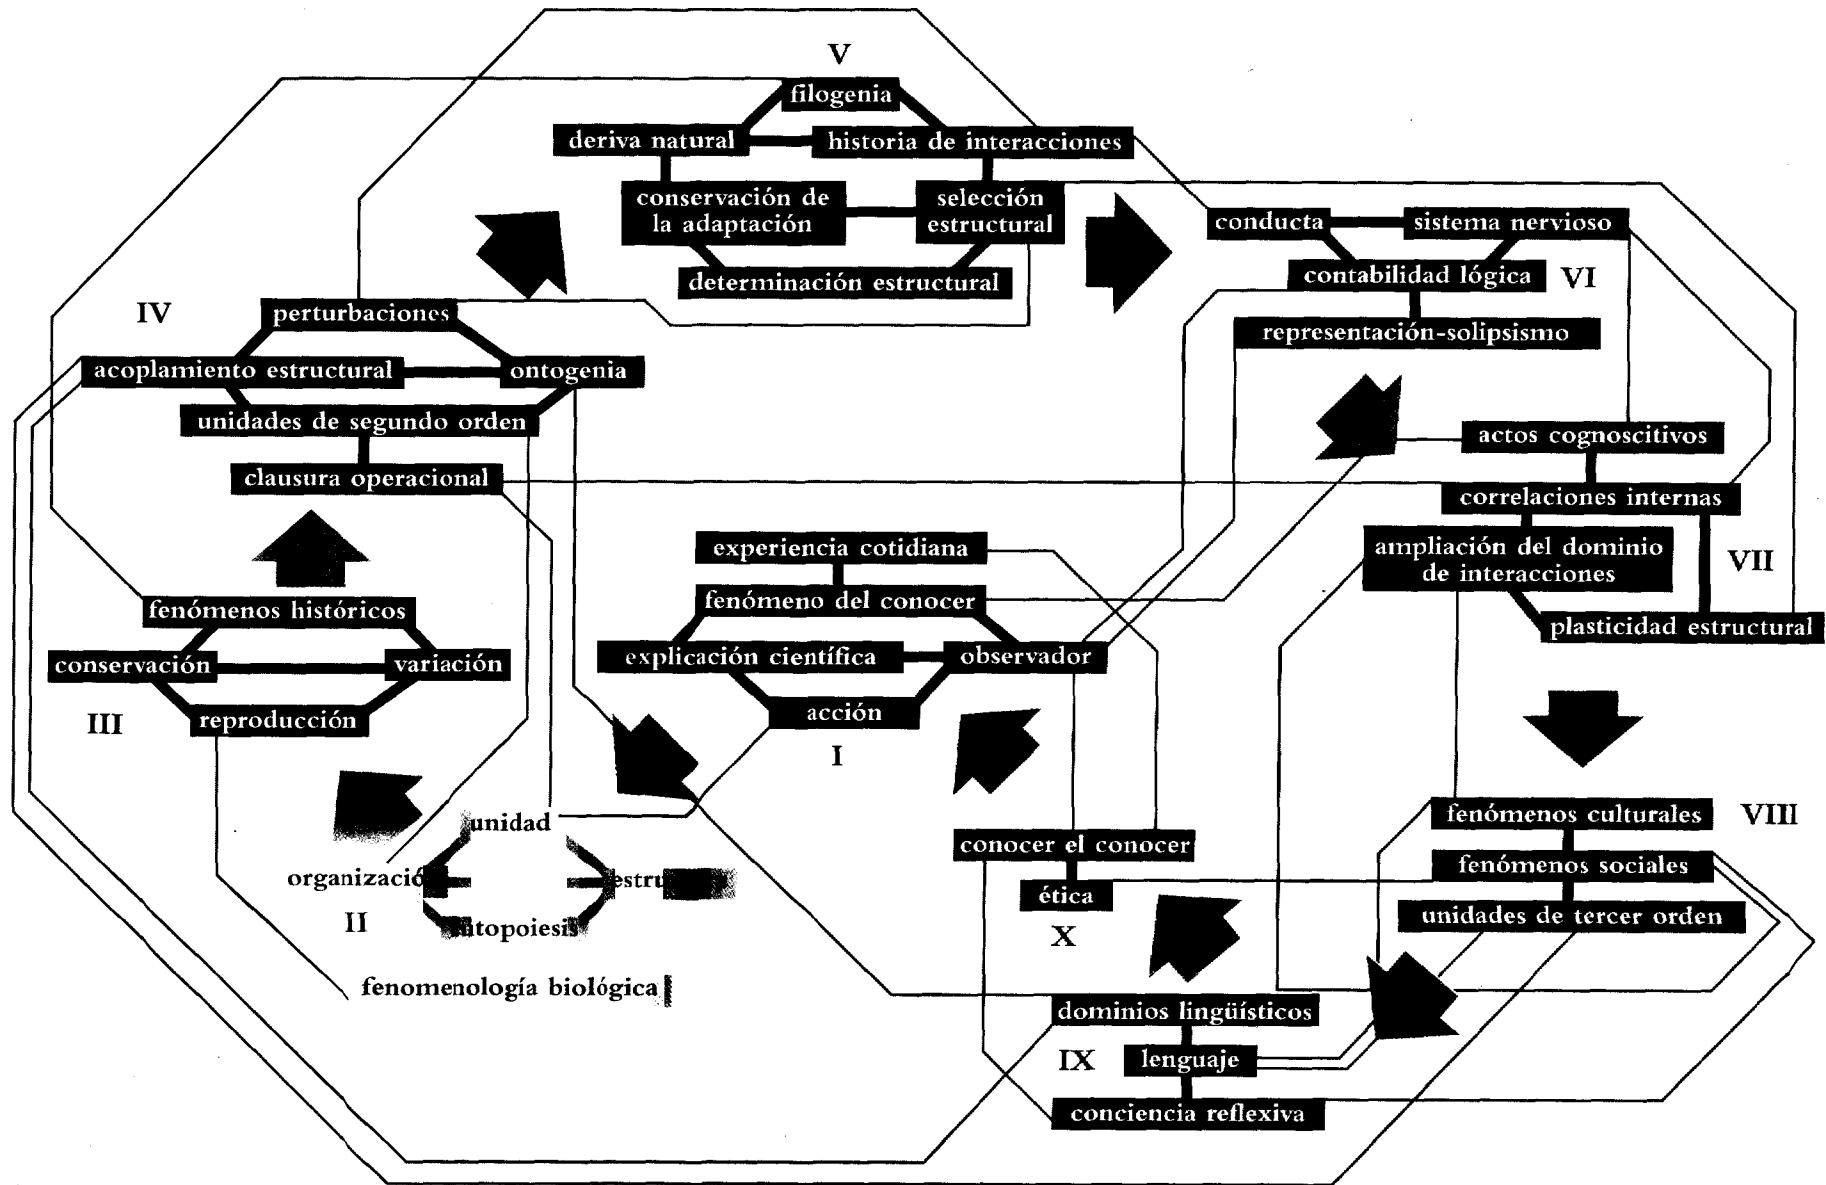 V
filogenia
deriva natural
historia de interacciones
conservación de
la adaptación
selección
estructural
determinación estructural
conducta
sistema nervioso
contabilidad lógica
VI
representación-solipsismo
IV
perturbaciones
acoplamiento estructural
ontogenia
unidades de segundo orden
clausura operacional
actos cognoscitivos
correlaciones internas
ampliación del dominio
de interacciones
VII
plasticidad estructural
experiencia cotidiana
fenómeno del conocer
explicación científica
observador
acción
I
fenómenos históricos
conservación
variación
reproducción
III
unidad
II
fenomenología biológica
fenómenos culturales
VIII
fenómenos sociales
unidades de tercer orden
conocer el conocer
ética
X
dominios lingüísticos
IX
lenguaje
conciencia reflexiva